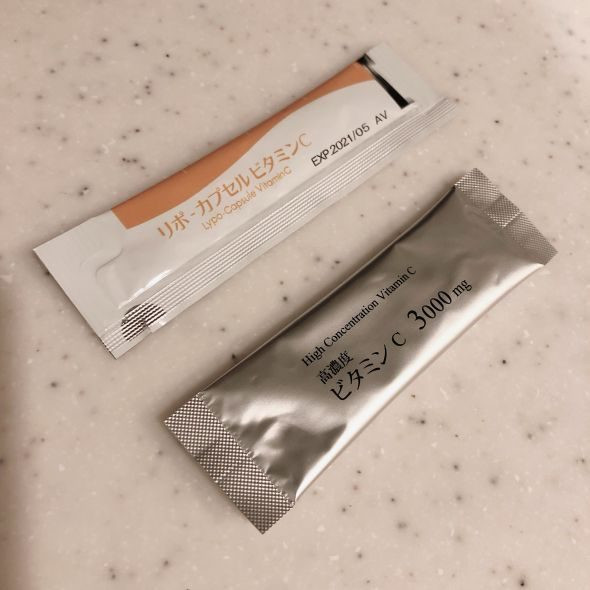 リポ-カプセルビタミンC
Lypo-Capsule VitaminC
EXP.2021/05 AV
High Concentration Vitamin C
高濃度
ビタミンC 3000mg